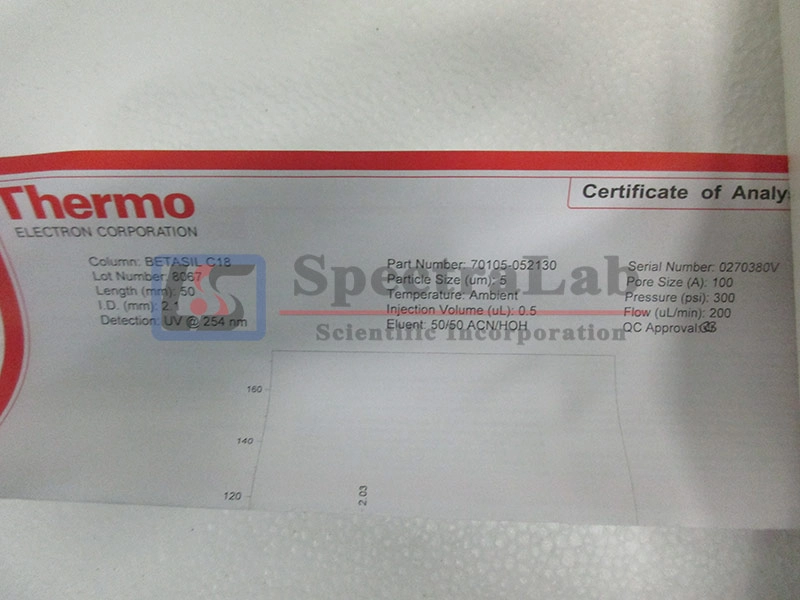 Thermo
ELECTRON CORPORATION
Certificate of Analy
Column: BETASIL C18
Lot Number: 8067
Length (mm): 50
I.D. (mm): 2.1
Detection: UV @ 254 nm
Part Number: 70105-052130
Particle Size (um): 5
Temperature: Ambient
Injection Volume (uL): 0.5
Eluent: 50/50 ACN/HOH
Serial Number: 0270380V
Pore Size (A): 100
Pressure (psi): 300
Flow (uL/min): 200
QC Approval:
SpectraLab
Scientific Incorporation
160
140
120
2.03